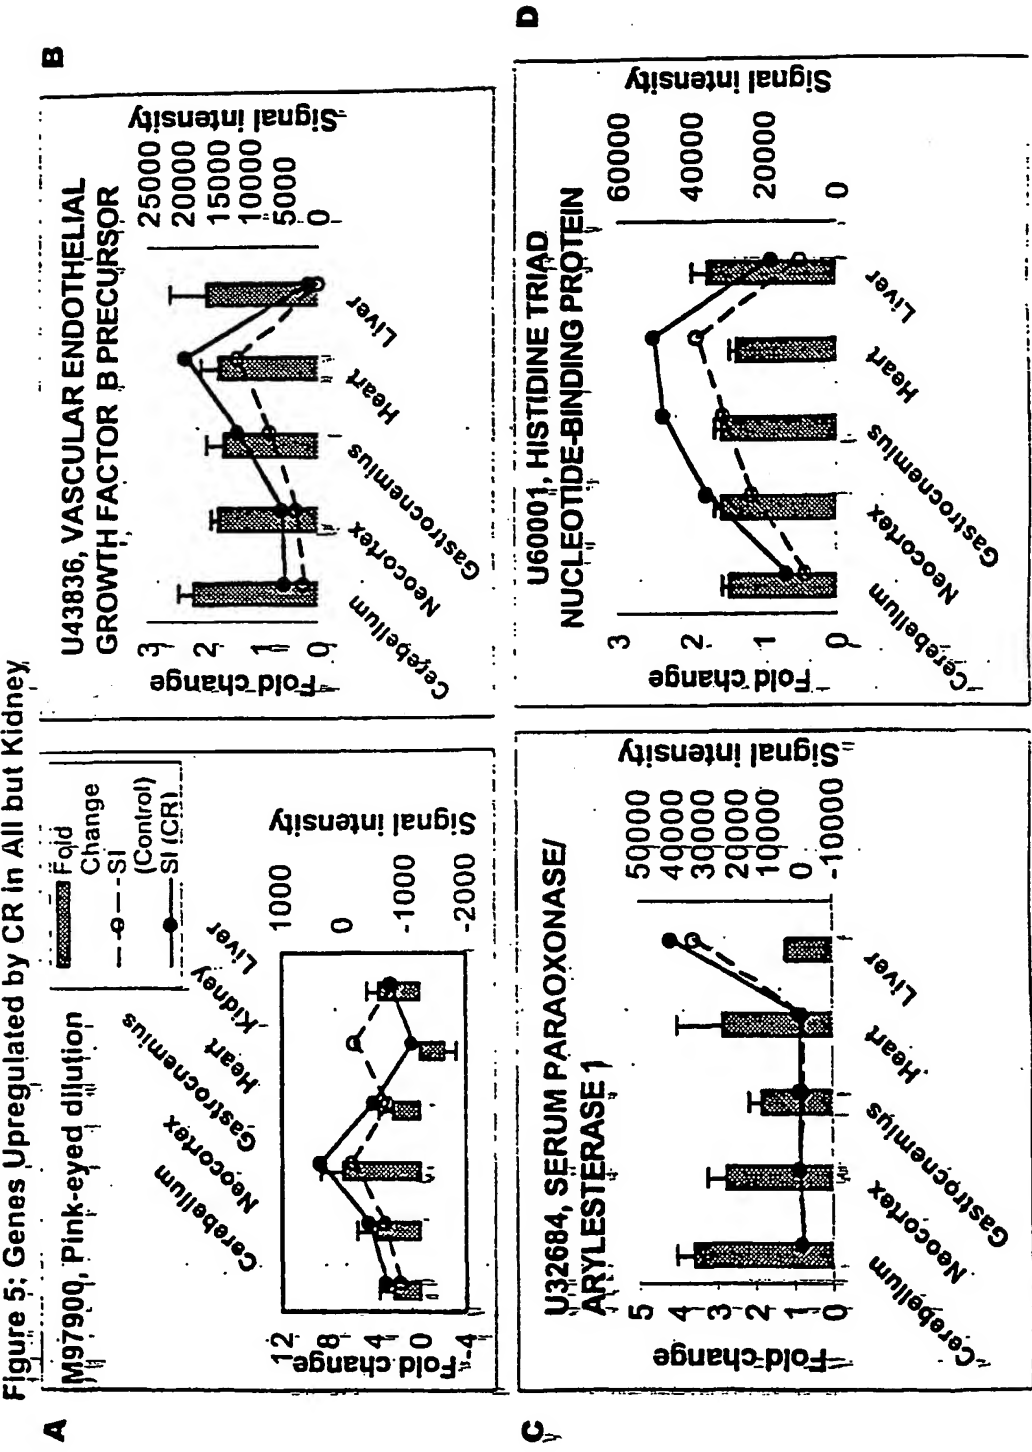 Figure 5: Genes Upregulated by CR in All but Kidney
A
M97900, Pink-eyed dilution
Fold
Change
SI
(Control)
SI (CR)
Cerebellum
Neocortex
Gastrocnemius
Heart
Kidney
Liver
12
8
4
0
-4
Fold change
1000
0
-1000
-2000
Signal intensity
B
U43836, VASCULAR ENDOTHELIAL
GROWTH FACTOR B PRECURSOR
3
2
1
0
Fold change
25000
20000
15000
10000
5000
0
Signal intensity
Cerebellum
Neocortex
Gastrocnemius
Heart
Liver
C
U32684, SERUM PARAOXONASE/
ARYLESTERASE 1
5
4
3
2
1
0
Fold change
50000
40000
30000
20000
10000
0
-10000
Signal intensity
Cerebellum
Neocortex
Gastrocnemius
Heart
Liver
D
U60001, HISTIDINE TRIAD
NUCLEOTIDE-BINDING PROTEIN
3
2
1
0
Fold change
60000
40000
20000
0
Signal intensity
Cerebellum
Neocortex
Gastrocnemius
Heart
Liver